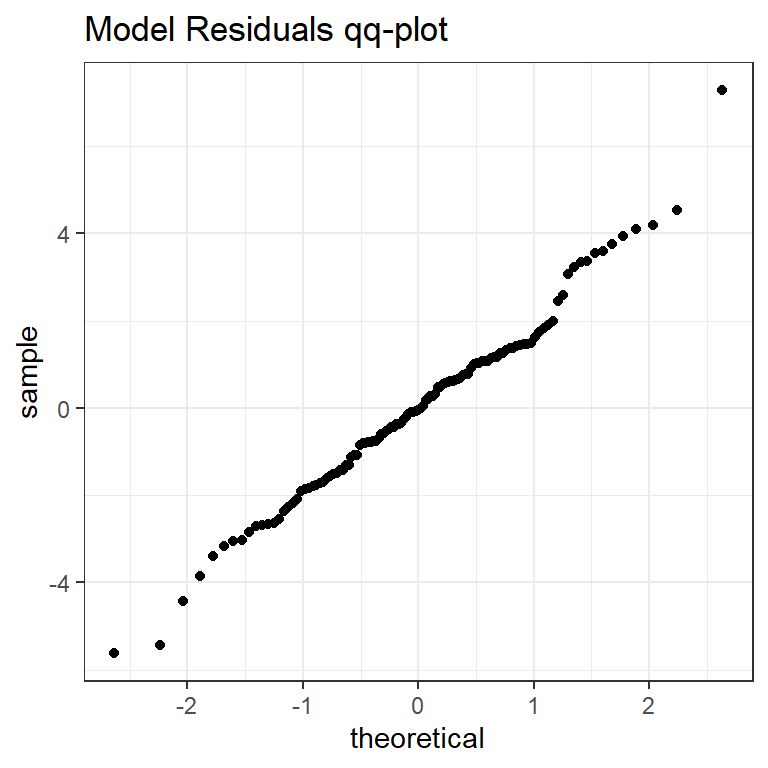 Model Residuals qq-plot
sample
4
0
-4
-2 -1 0 1 2
theoretical